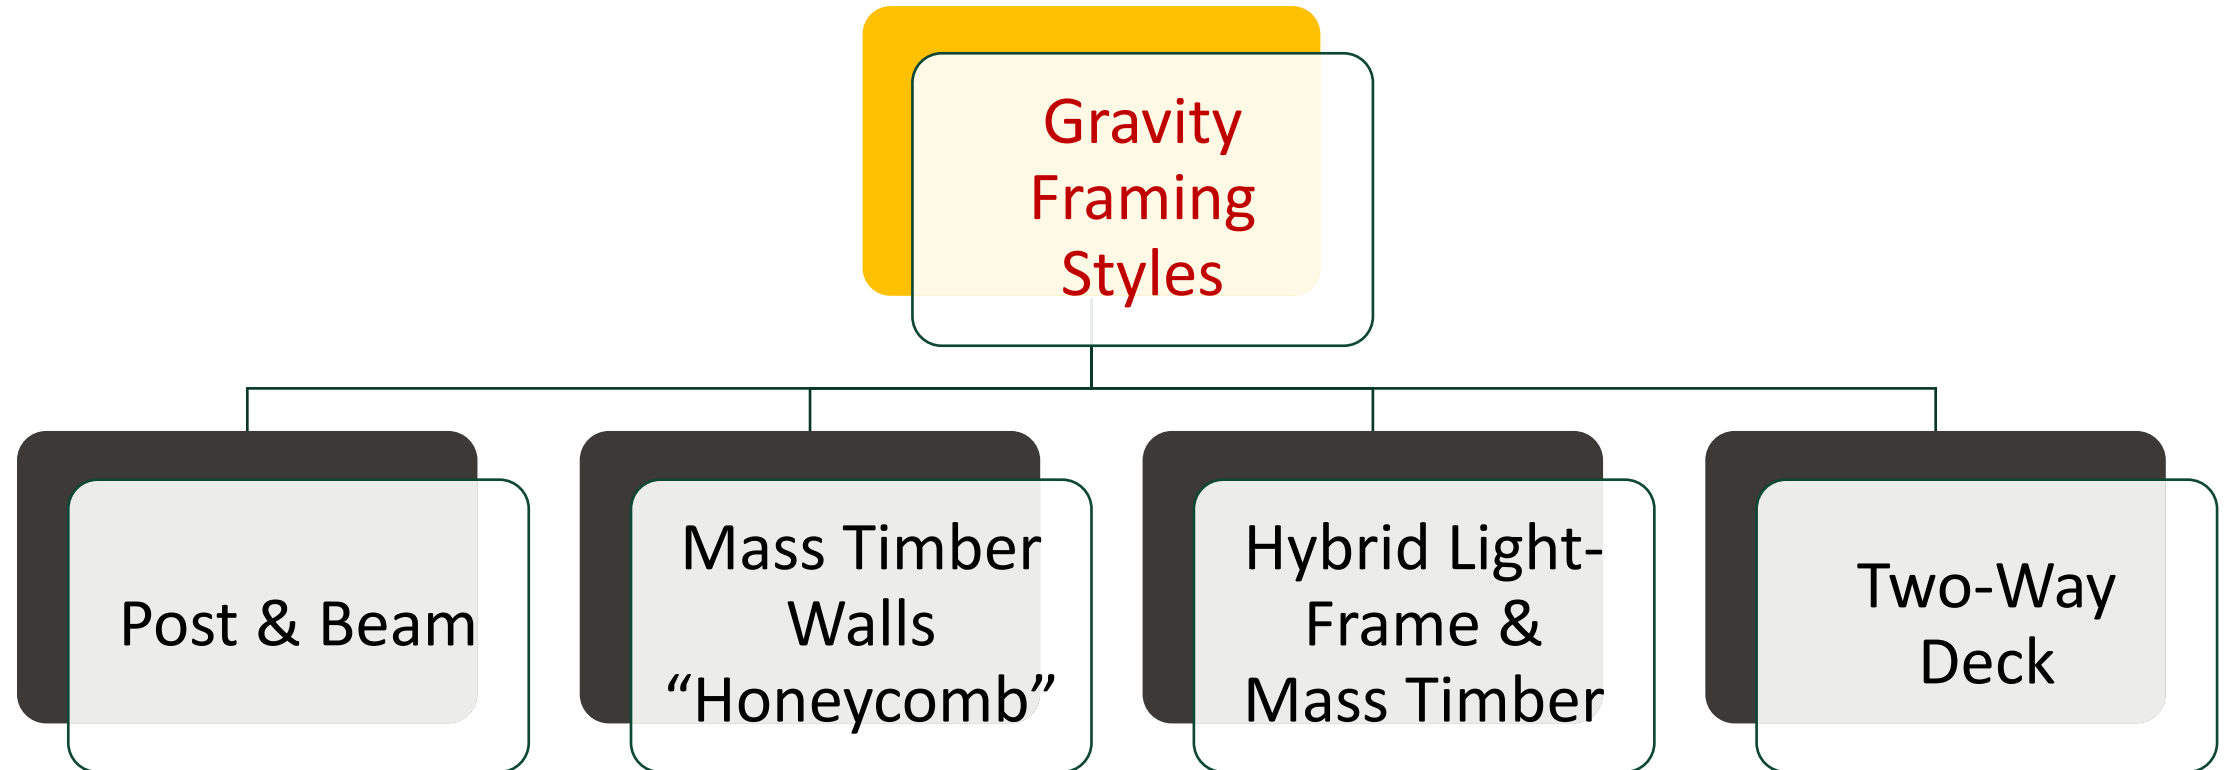 Gravity
Framing
Styles
Post & Beam
Mass Timber
Walls
“Honeycomb”
Hybrid Light-
Frame &
Mass Timber
Two-Way
Deck